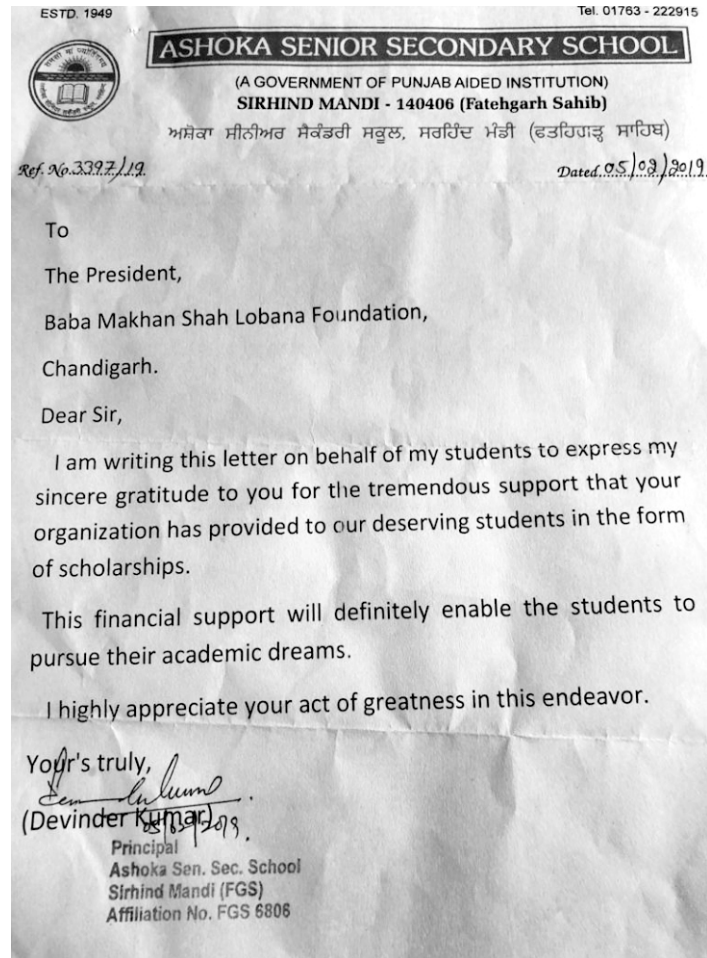 ESTD. 1949
Tel. 01763 - 222915
ASHOKA SENIOR SECONDARY SCHOOL
(A GOVERNMENT OF PUNJAB AIDED INSTITUTION)
SIRHIND MANDI - 140406 (Fatehgarh Sahib)
ਅਸ਼ੋਕਾ ਸੀਨੀਅਰ ਸੈਕੰਡਰੀ ਸਕੂਲ, ਸਰਹਿੰਦ ਮੰਡੀ (ਫਤਹਿਗੜ੍ਹ ਸਾਹਿਬ)
Ref. No. 3397/19.
Dated 05/02/2019.
To
The President,
Baba Makhan Shah Lobana Foundation,
Chandigarh.
Dear Sir,
I am writing this letter on behalf of my students to express my
sincere gratitude to you for the tremendous support that your
organization has provided to our deserving students in the form
of scholarships.
This financial support will definitely enable the students to
pursue their academic dreams.
I highly appreciate your act of greatness in this endeavor.
Your's truly,
(Devinder Kumar)
Principal
Ashoka Sen. Sec. School
Sirhind Mandi (FGS)
Affiliation No. FGS 6806